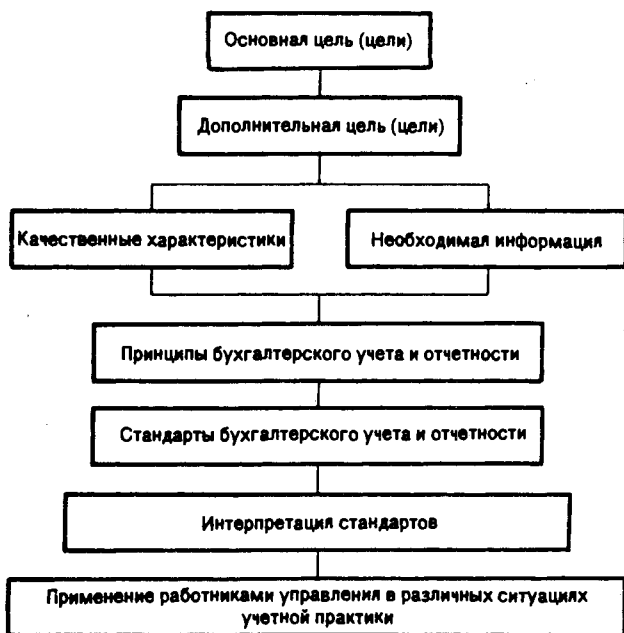 Основная цель (цели)
Дополнительная цель (цели)
Качественные характеристики
Необходимая информация
Принципы бухгалтерского учета и отчетности
Стандарты бухгалтерского учета и отчетности
Интерпретация стандартов
Применение работниками управления в различных ситуациях
учетной практики